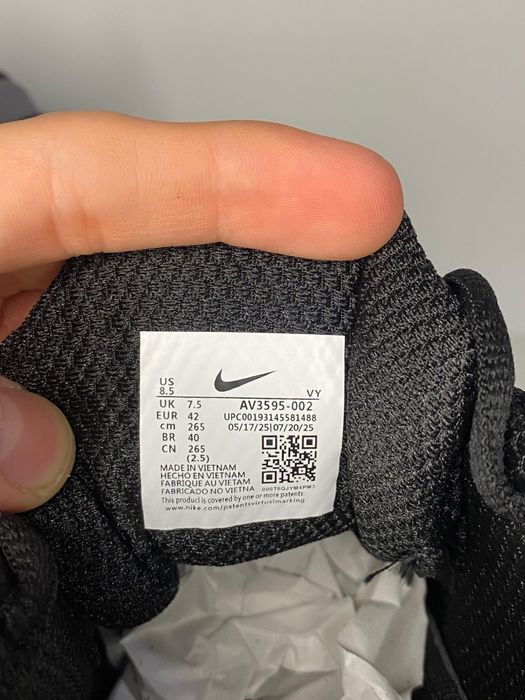 US
8.5
VY
UK 7.5
AV3595-002
EUR 42
UPC00193145581488
cm 265
05/17/25|07/20/25
BR 40
CN 265
(2.5)
MADE IN VIETNAM
HECHO EN VIETNAM
FABRIQUE AU VIETAM
FABRICADO NO VIETNA
This product is covered by one or more patents.
www.nike.com/patentsvirtualmarking